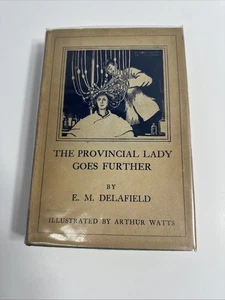 THE PROVINCIAL LADY
GOES FURTHER
BY
E. M. DELAFIELD
ILLUSTRATED BY ARTHUR WATTS